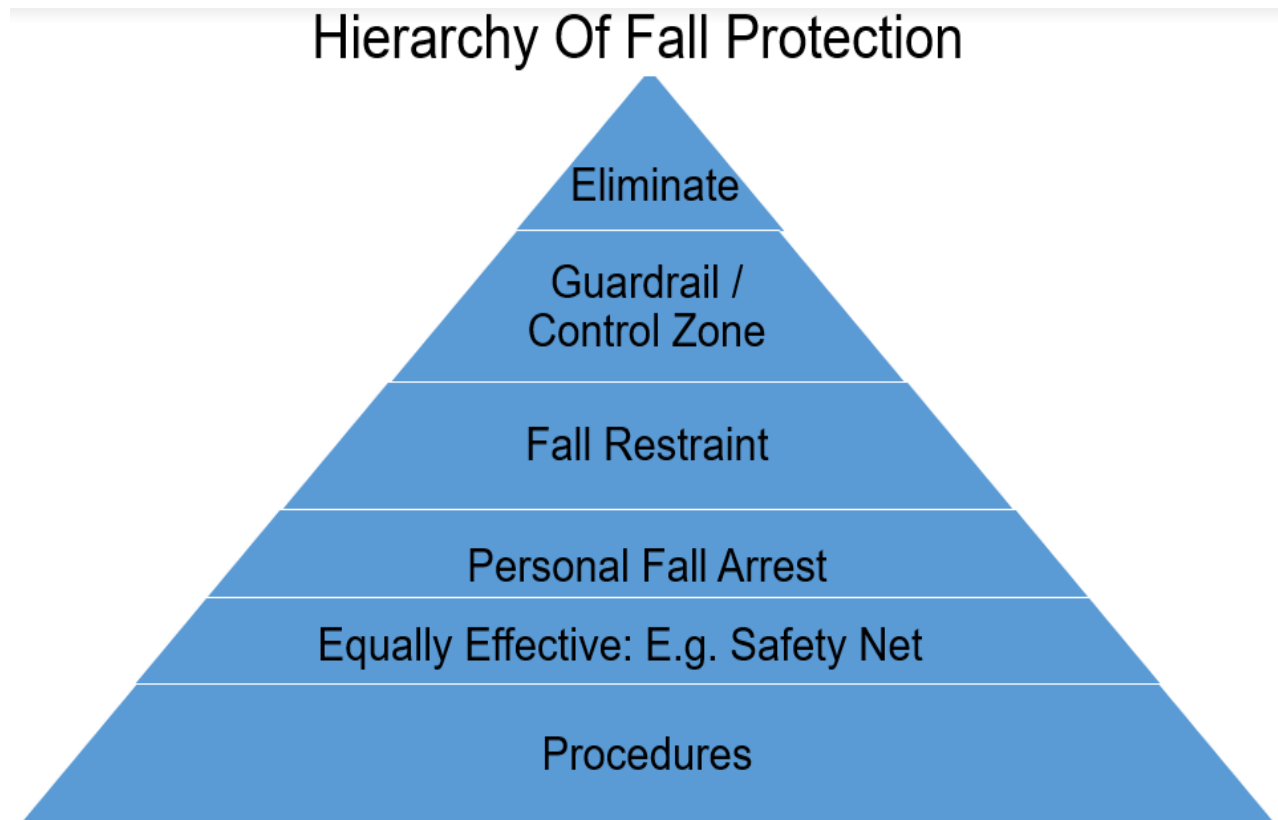 Hierarchy Of Fall Protection
Eliminate
Guardrail /
Control Zone
Fall Restraint
Personal Fall Arrest
Equally Effective: E.g. Safety Net
Procedures